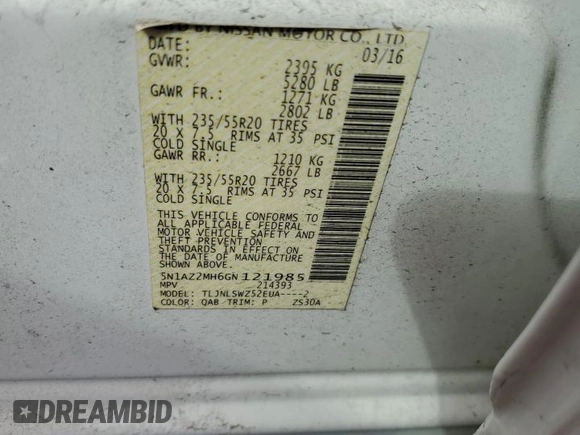 BY NISSAN MOTOR CO., LTD
DATE: 03/16
GVWR: 2395 KG
5280 LB
GAWR FR.: 1271 KG
2802 LB
WITH 235/55R20 TIRES
20 X 7.5 RIMS AT 35 PSI
COLD SINGLE
GAWR RR.: 1210 KG
2667 LB
WITH 235/55R20 TIRES
20 X 7.5 RIMS AT 35 PSI
COLD SINGLE
THIS VEHICLE CONFORMS TO
ALL APPLICABLE FEDERAL
MOTOR VEHICLE SAFETY AND
THEFT PREVENTION
STANDARDS IN EFFECT ON
THE DATE OF MANUFACTURE
SHOWN ABOVE.
5N1AZ2MH6GN121985
MPV 214393
MODEL: TLJNLSWZ52EUA----2
COLOR: QAB TRIM: P ZS30A
DREAMBID